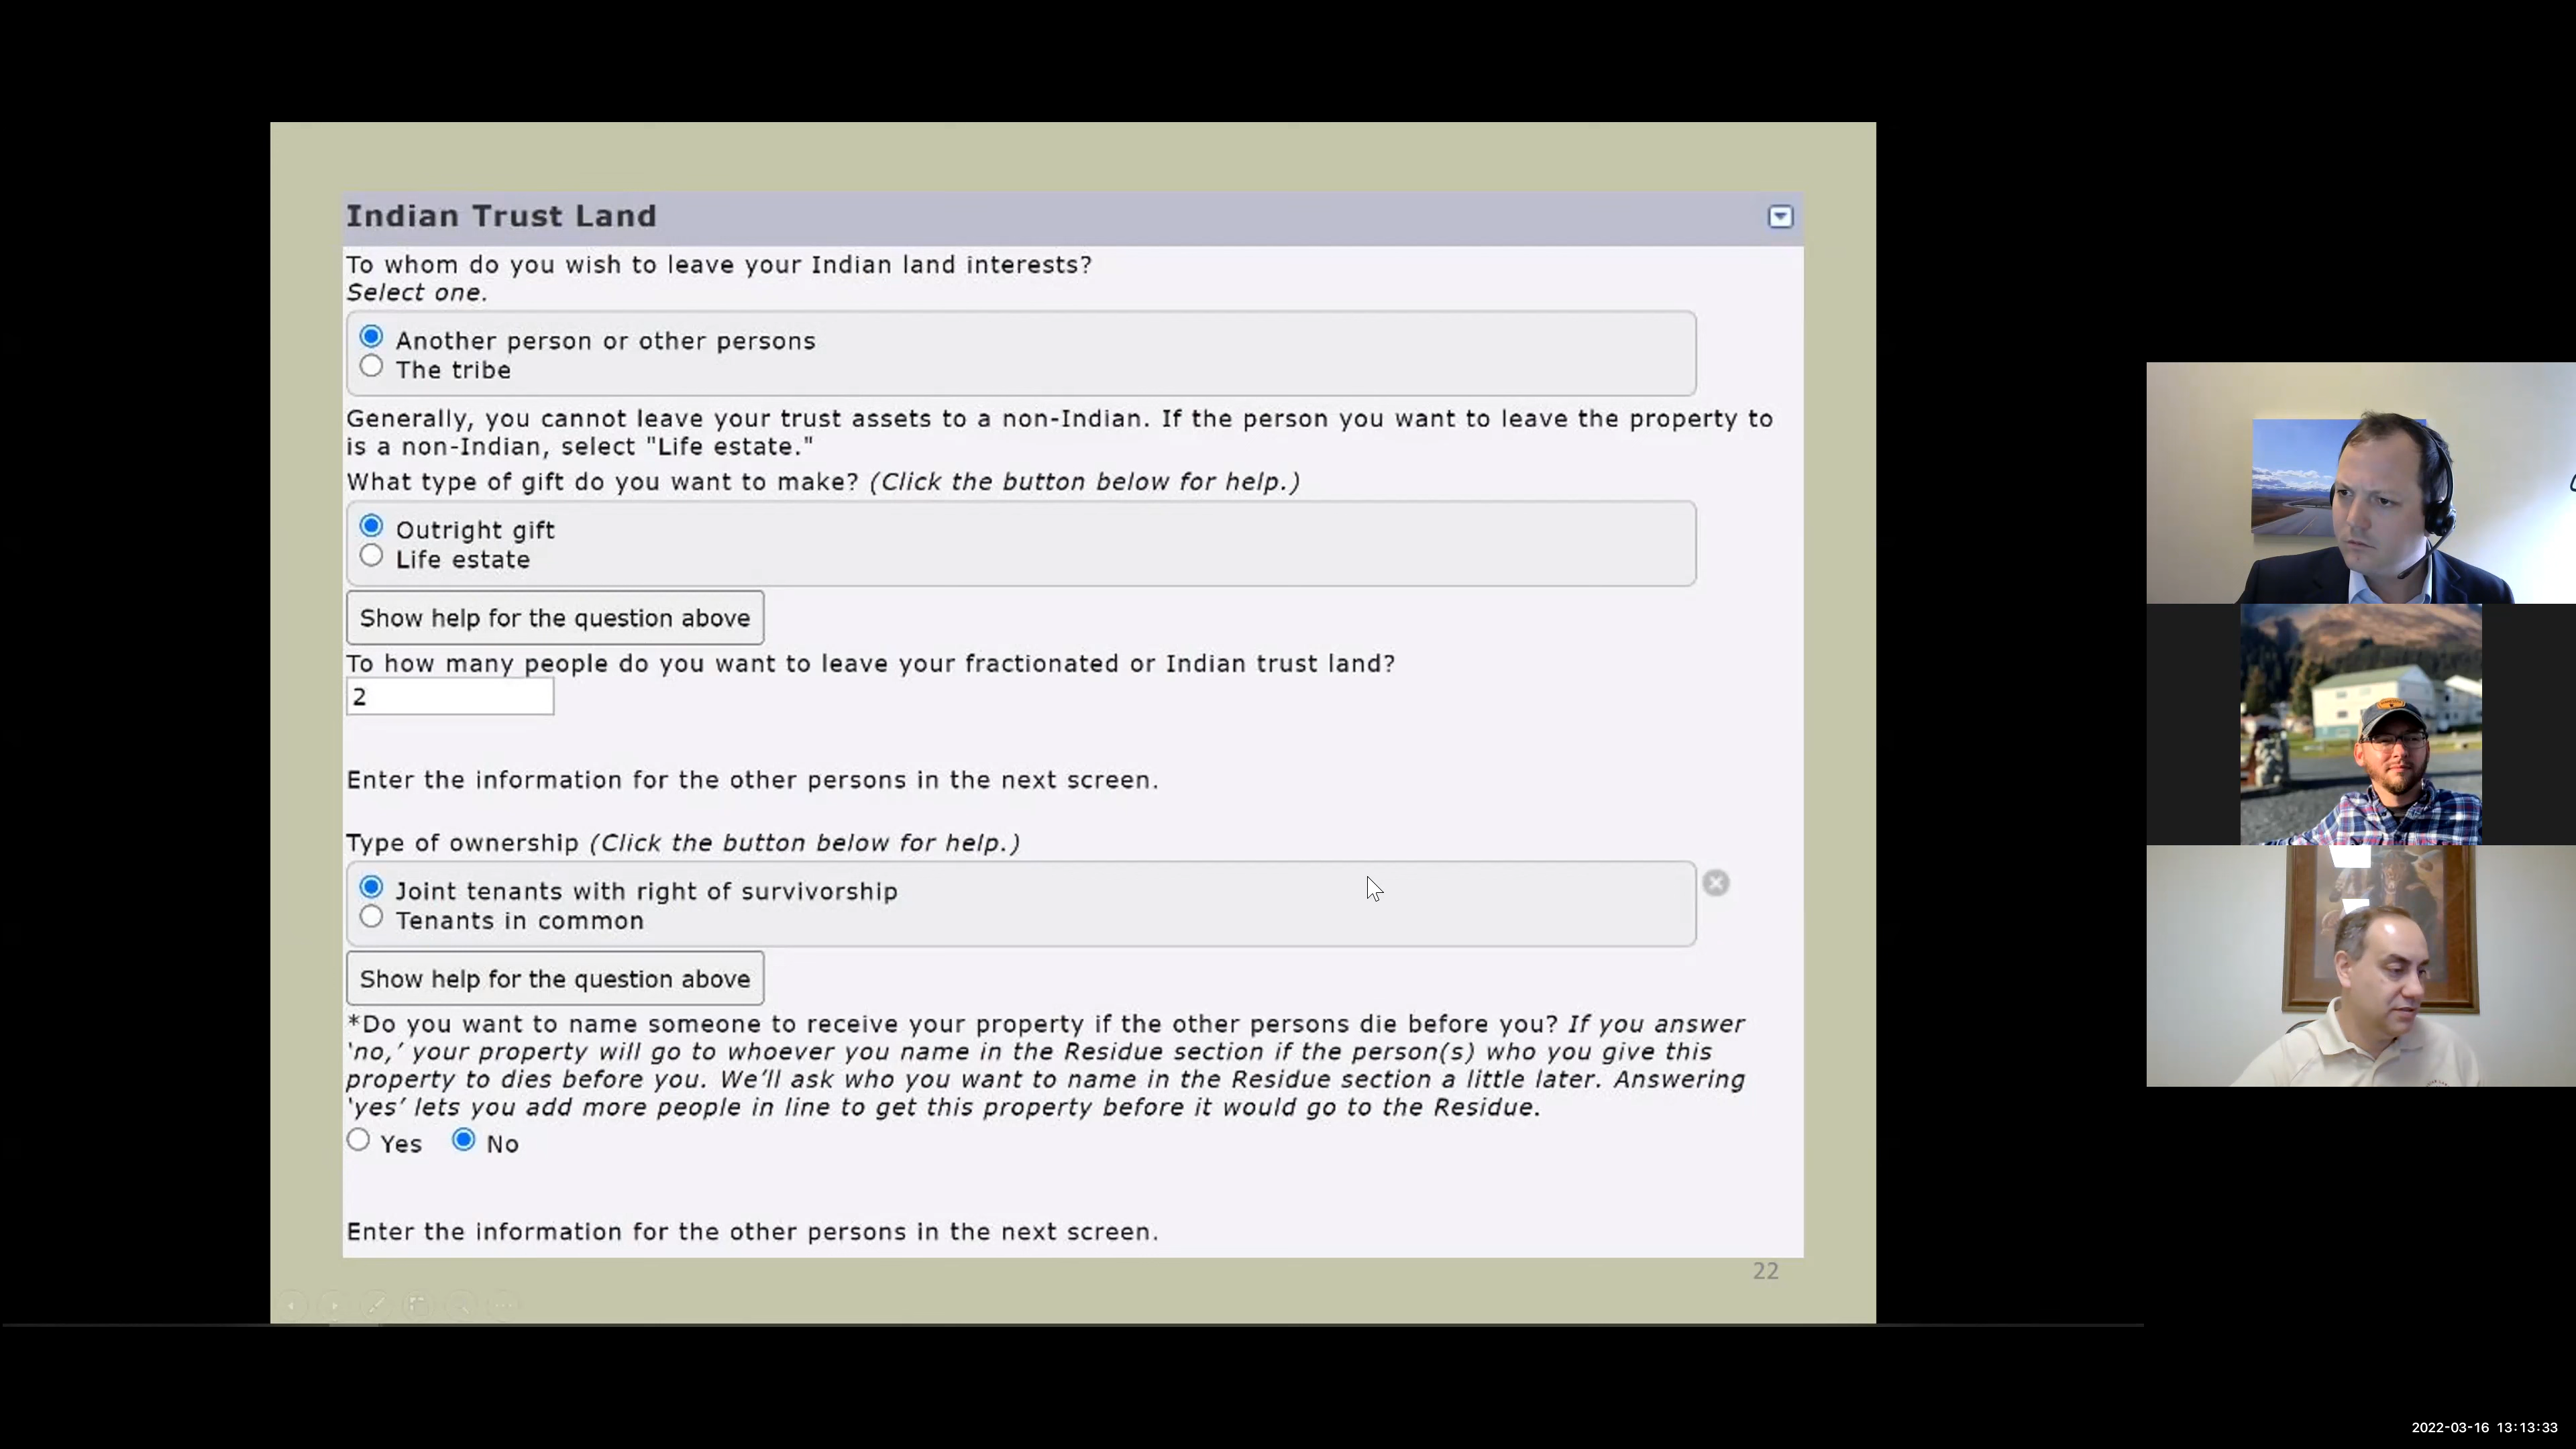 Indian Trust Land
To whom do you wish to leave your Indian land interests?
Select one.
Another person or other persons
The tribe
Generally, you cannot leave your trust assets to a non-Indian. If the person you want to leave the property to
is a non-Indian, select "Life estate."
What type of gift do you want to make? (Click the button below for help.)
Outright gift
Life estate
Show help for the question above
To how many people do you want to leave your fractionated or Indian trust land?
2
Enter the information for the other persons in the next screen.
Type of ownership (Click the button below for help.)
Joint tenants with right of survivorship
Tenants in common
Show help for the question above
*Do you want to name someone to receive your property if the other persons die before you? If you answer
‘no,’ your property will go to whoever you name in the Residue section if the person(s) who you give this
property to dies before you. We’ll ask who you want to name in the Residue section a little later. Answering
‘yes’ lets you add more people in line to get this property before it would go to the Residue.
Yes No
Enter the information for the other persons in the next screen.
22
2022-03-16 13:13:33